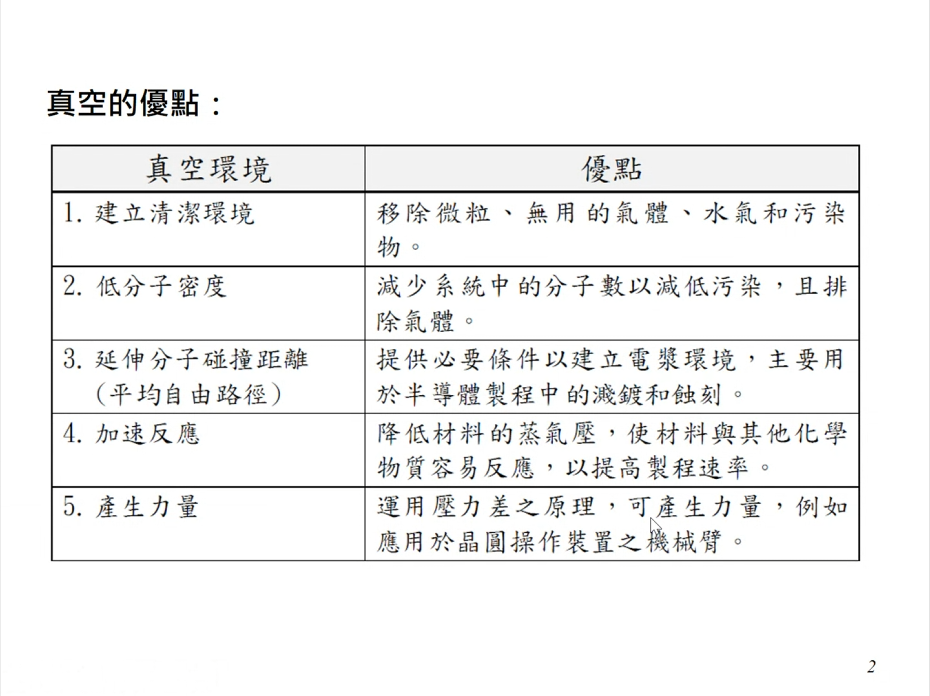 真空的優點：
真空環境
優點
1. 建立清潔環境
移除微粒、無用的氣體、水氣和污染
物。
2. 低分子密度
減少系統中的分子數以減低污染，且排
除氣體。
3. 延伸分子碰撞距離
（平均自由路徑）
提供必要條件以建立電漿環境，主要用
於半導體製程中的濺鍍和蝕刻。
4. 加速反應
降低材料的蒸氣壓，使材料與其他化學
物質容易反應，以提高製程速率。
5. 產生力量
運用壓力差之原理，可產生力量，例如
應用於晶圓操作裝置之機械臂。
2